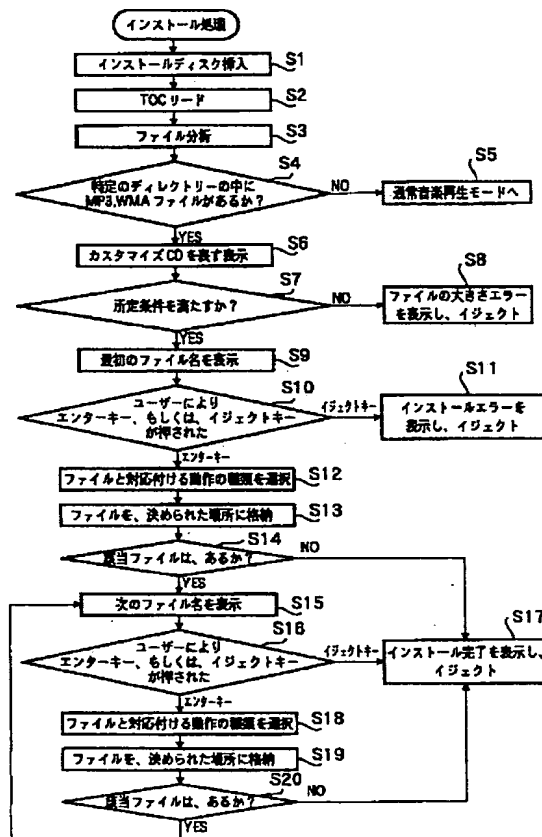 インストール処理
インストールディスク挿入
S1
TOCリード
S2
ファイル分析
S3
特定のディレクトリーの中に
MP3,WMAファイルがあるか?
S4
NO
通常音楽再生モードへ
S5
YES
カスタマイズCDを表す表示
S6
所定条件を満たすか?
S7
NO
ファイルの大きさエラー
を表示し、イジェクト
S8
YES
最初のファイル名を表示
S9
ユーザーにより
エンターキー、もしくは、イジェクトキー
が押された
S10
イジェクトキー
インストールエラーを
表示し、イジェクト
S11
エンターキー
ファイルと対応付ける動作の種類を選択
S12
ファイルを、決められた場所に格納
S13
該当ファイルは、あるか?
S14
NO
YES
次のファイル名を表示
S15
ユーザーにより
エンターキー、もしくは、イジェクトキー
が押された
S16
イジェクトキー
インストール完了を表示し、
イジェクト
S17
エンターキー
ファイルと対応付ける動作の種類を選択
S18
ファイルを、決められた場所に格納
S19
該当ファイルは、あるか?
S20
NO
YES